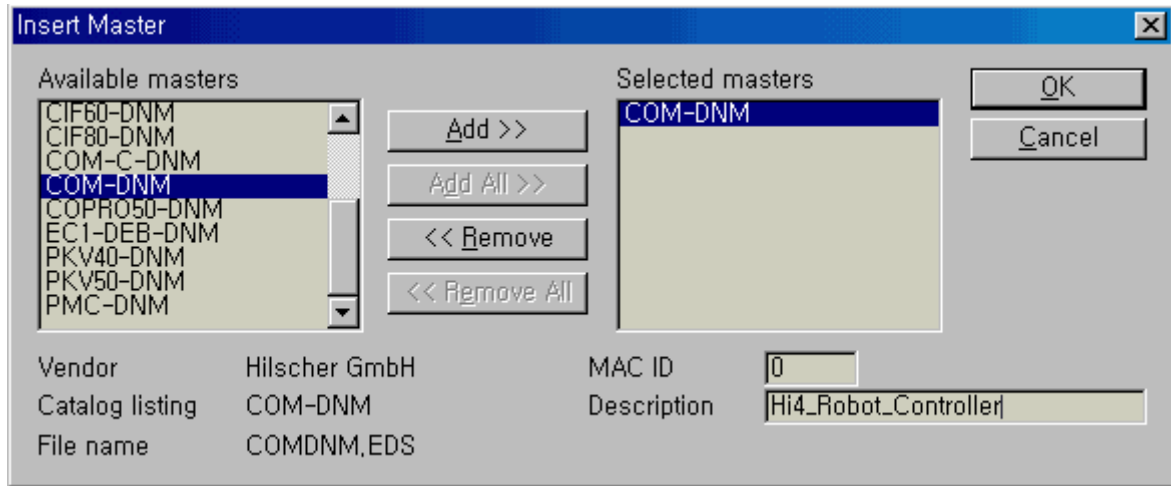 Insert Master
Available masters
CIF60-DNM
CIF80-DNM
COM-C-DNM
COM-DNM
COPRO50-DNM
EC1-DEB-DNM
PKV40-DNM
PKV50-DNM
PMC-DNM
Add >>
Add All >>
<< Remove
<< Remove All
Selected masters
COM-DNM
OK
Cancel
Vendor Hilscher GmbH
Catalog listing COM-DNM
File name COMDNM.EDS
MAC ID 0
Description Hi4_Robot_Controller